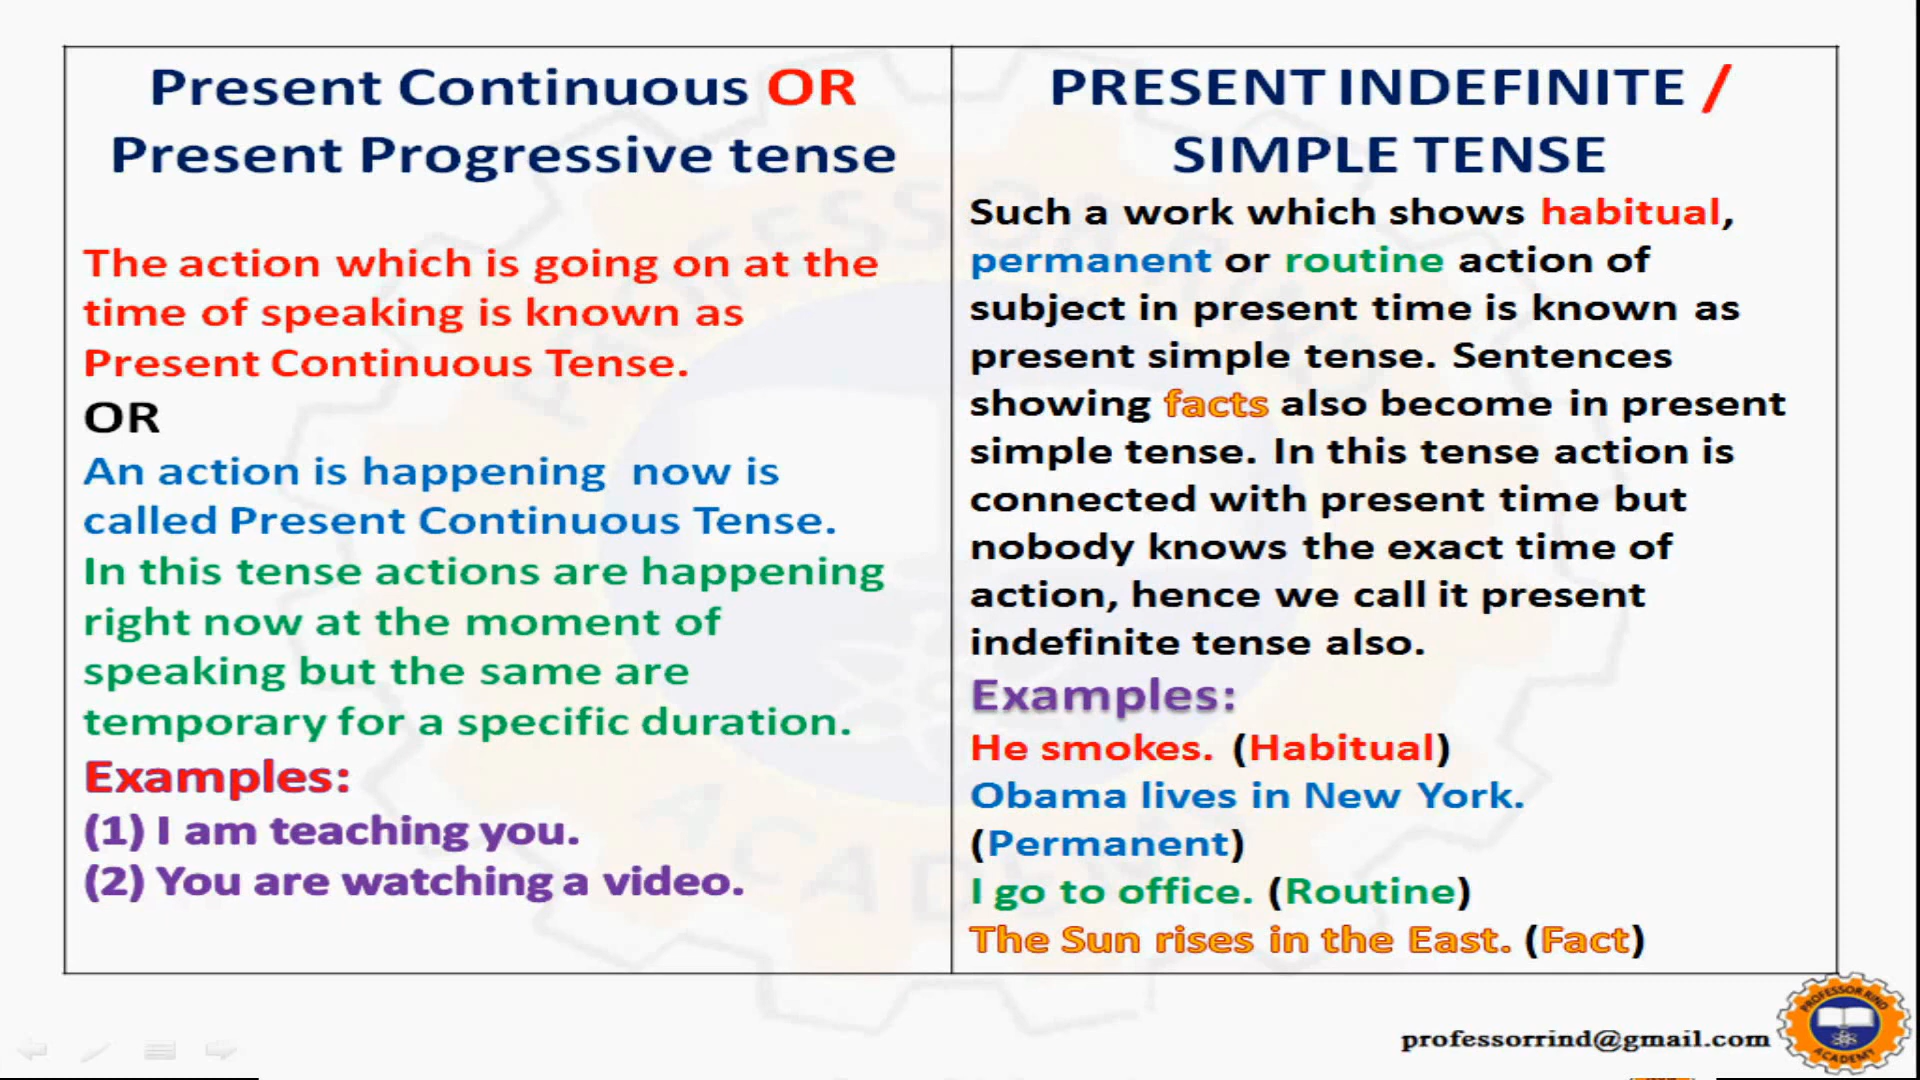 Present Continuous OR
Present Progressive tense
The action which is going on at the
time of speaking is known as
Present Continuous Tense.
OR
An action is happening now is
called Present Continuous Tense.
In this tense actions are happening
right now at the moment of
speaking but the same are
temporary for a specific duration.
Examples:
(1) I am teaching you.
(2) You are watching a video.
PRESENT INDEFINITE /
SIMPLE TENSE
Such a work which shows habitual,
permanent or routine action of
subject in present time is known as
present simple tense. Sentences
showing facts also become in present
simple tense. In this tense action is
connected with present time but
nobody knows the exact time of
action, hence we call it present
indefinite tense also.
Examples:
He smokes. (Habitual)
Obama lives in New York.
(Permanent)
I go to office. (Routine)
The Sun rises in the East. (Fact)
professorrind@gmail.com
PROFESSOR RIND
ACADEMY
PROFESSOR RIND
ACADEMY